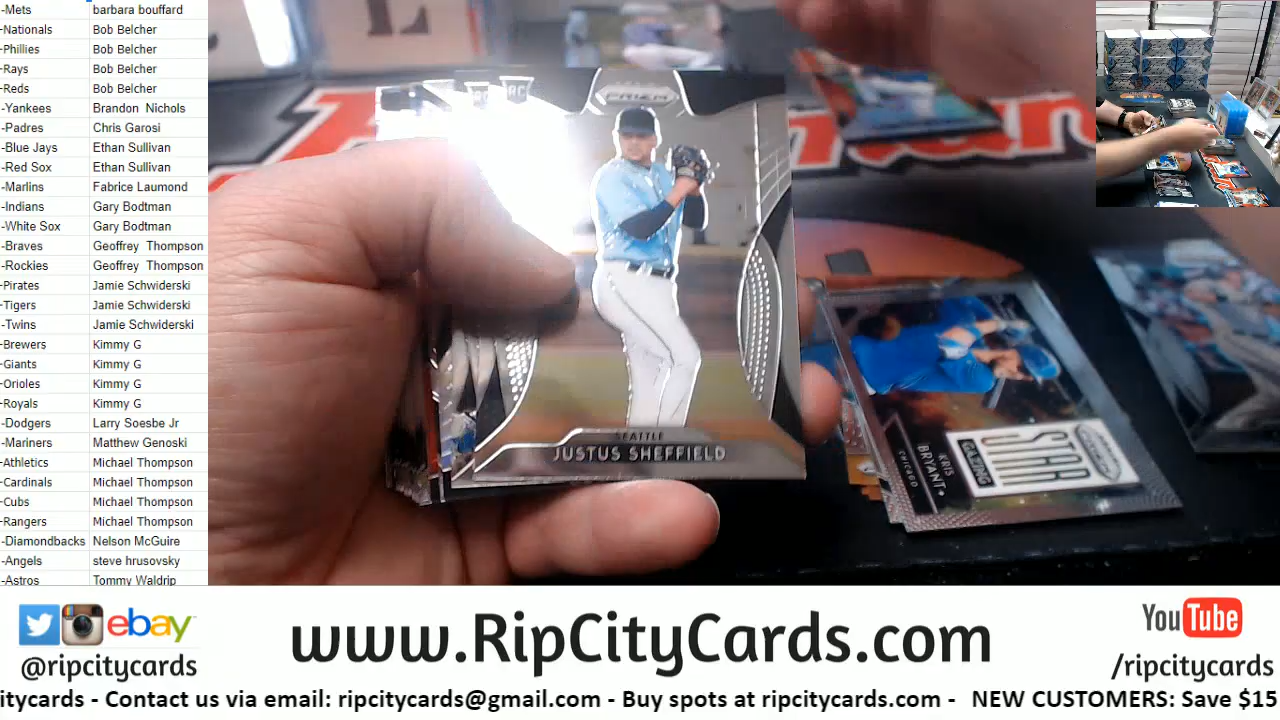 -Mets barbara bouffard
-Nationals Bob Belcher
-Phillies Bob Belcher
-Rays Bob Belcher
-Reds Bob Belcher
-Yankees Brandon Nichols
-Padres Chris Garosi
-Blue Jays Ethan Sullivan
-Red Sox Ethan Sullivan
-Marlins Fabrice Laumond
-Indians Gary Bodtman
-White Sox Gary Bodtman
-Braves Geoffrey Thompson
-Rockies Geoffrey Thompson
-Pirates Jamie Schwiderski
-Tigers Jamie Schwiderski
-Twins Jamie Schwiderski
-Brewers Kimmy G
-Giants Kimmy G
-Orioles Kimmy G
-Royals Kimmy G
-Dodgers Larry Soesbe Jr
-Mariners Matthew Genoski
-Athletics Michael Thompson
-Cardinals Michael Thompson
-Cubs Michael Thompson
-Rangers Michael Thompson
-Diamondbacks Nelson McGuire
-Angels steve hrusovsky
-Astros Tommy Waldrip
PRIZM
RC
SEATTLE
JUSTUS SHEFFIELD
STAR
GAZING
KRIS
BRYANT
CHICAGO
ebay
@ripcitycards
www.RipCityCards.com
YouTube
/ripcitycards
citycards - Contact us via email: ripcitycards@gmail.com - Buy spots at ripcitycards.com - NEW CUSTOMERS: Save $15